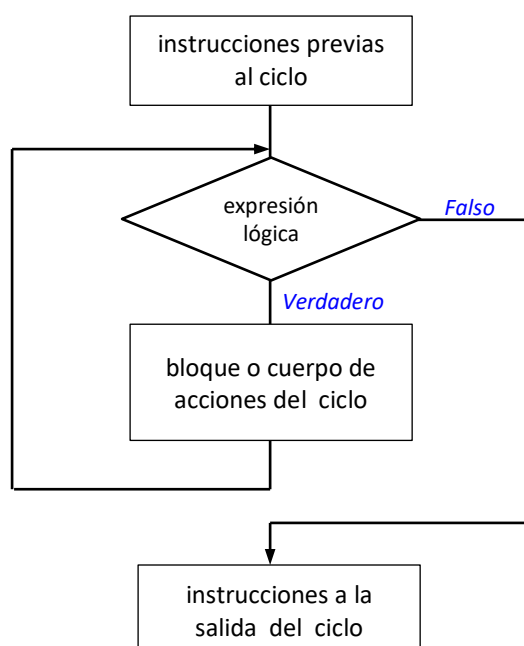 instrucciones previas
al ciclo
expresión
lógica
Falso
Verdadero
bloque o cuerpo de
acciones del ciclo
instrucciones a la
salida del ciclo